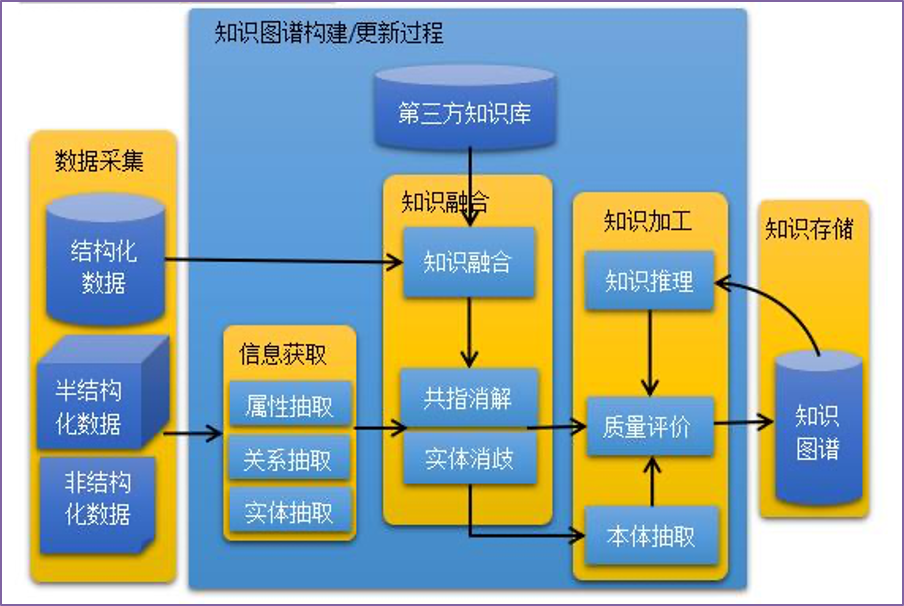 知识图谱构建/更新过程
第三方知识库
数据采集
结构化
数据
半结构
化数据
非结构
化数据
信息获取
属性抽取
关系抽取
实体抽取
知识融合
知识融合
共指消解
实体消歧
知识加工
知识推理
质量评价
本体抽取
知识存储
知识
图谱